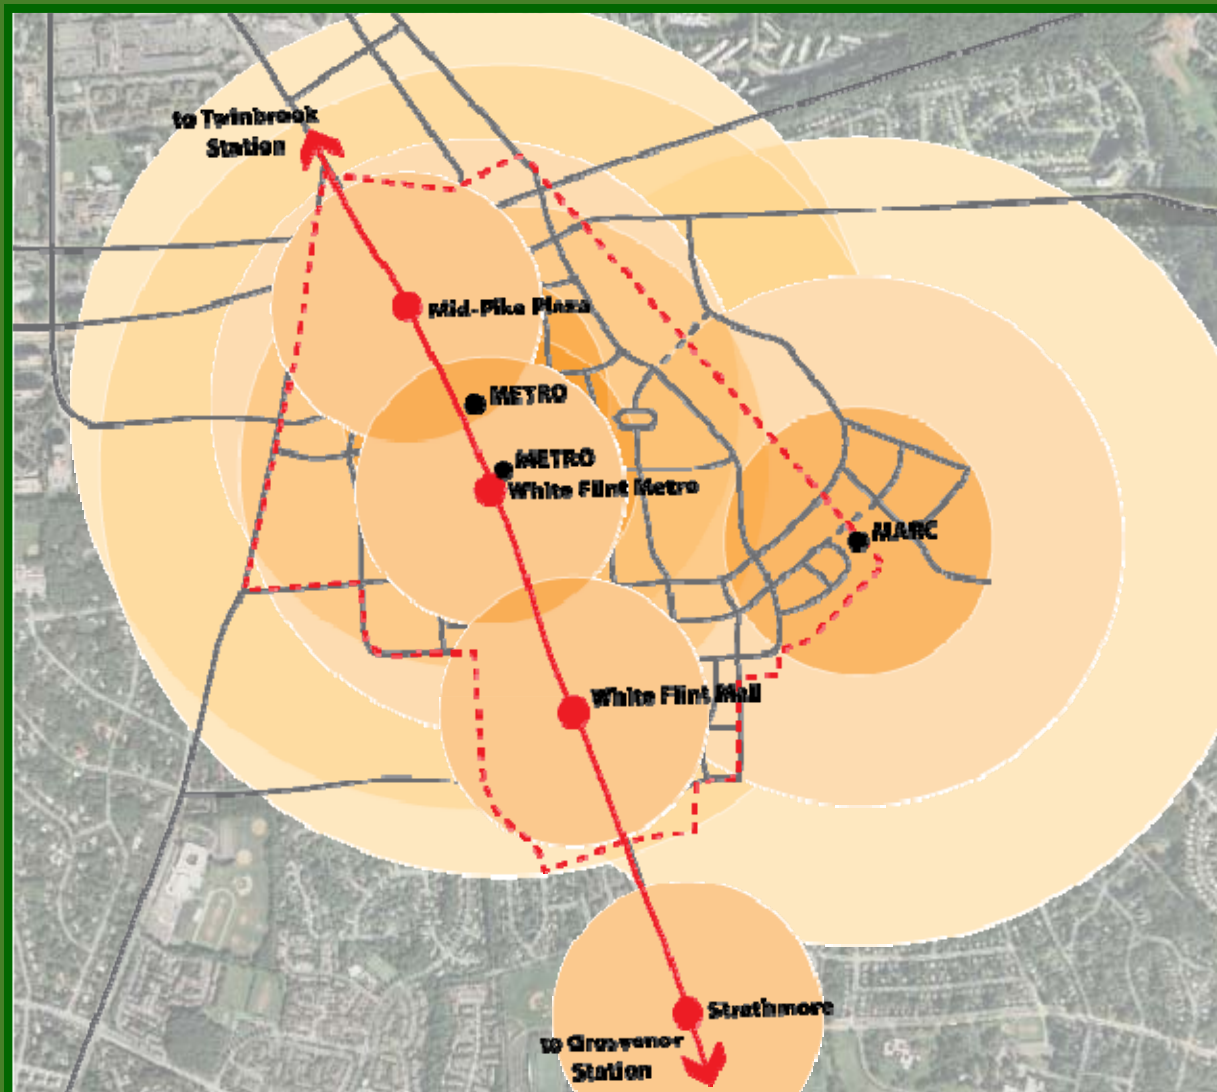 to Twinbrook
Station
Mid-Pike Plaza
METRO
METRO
White Flint Metro
MARC
White Flint Mall
Strathmore
to Grosvenor
Station